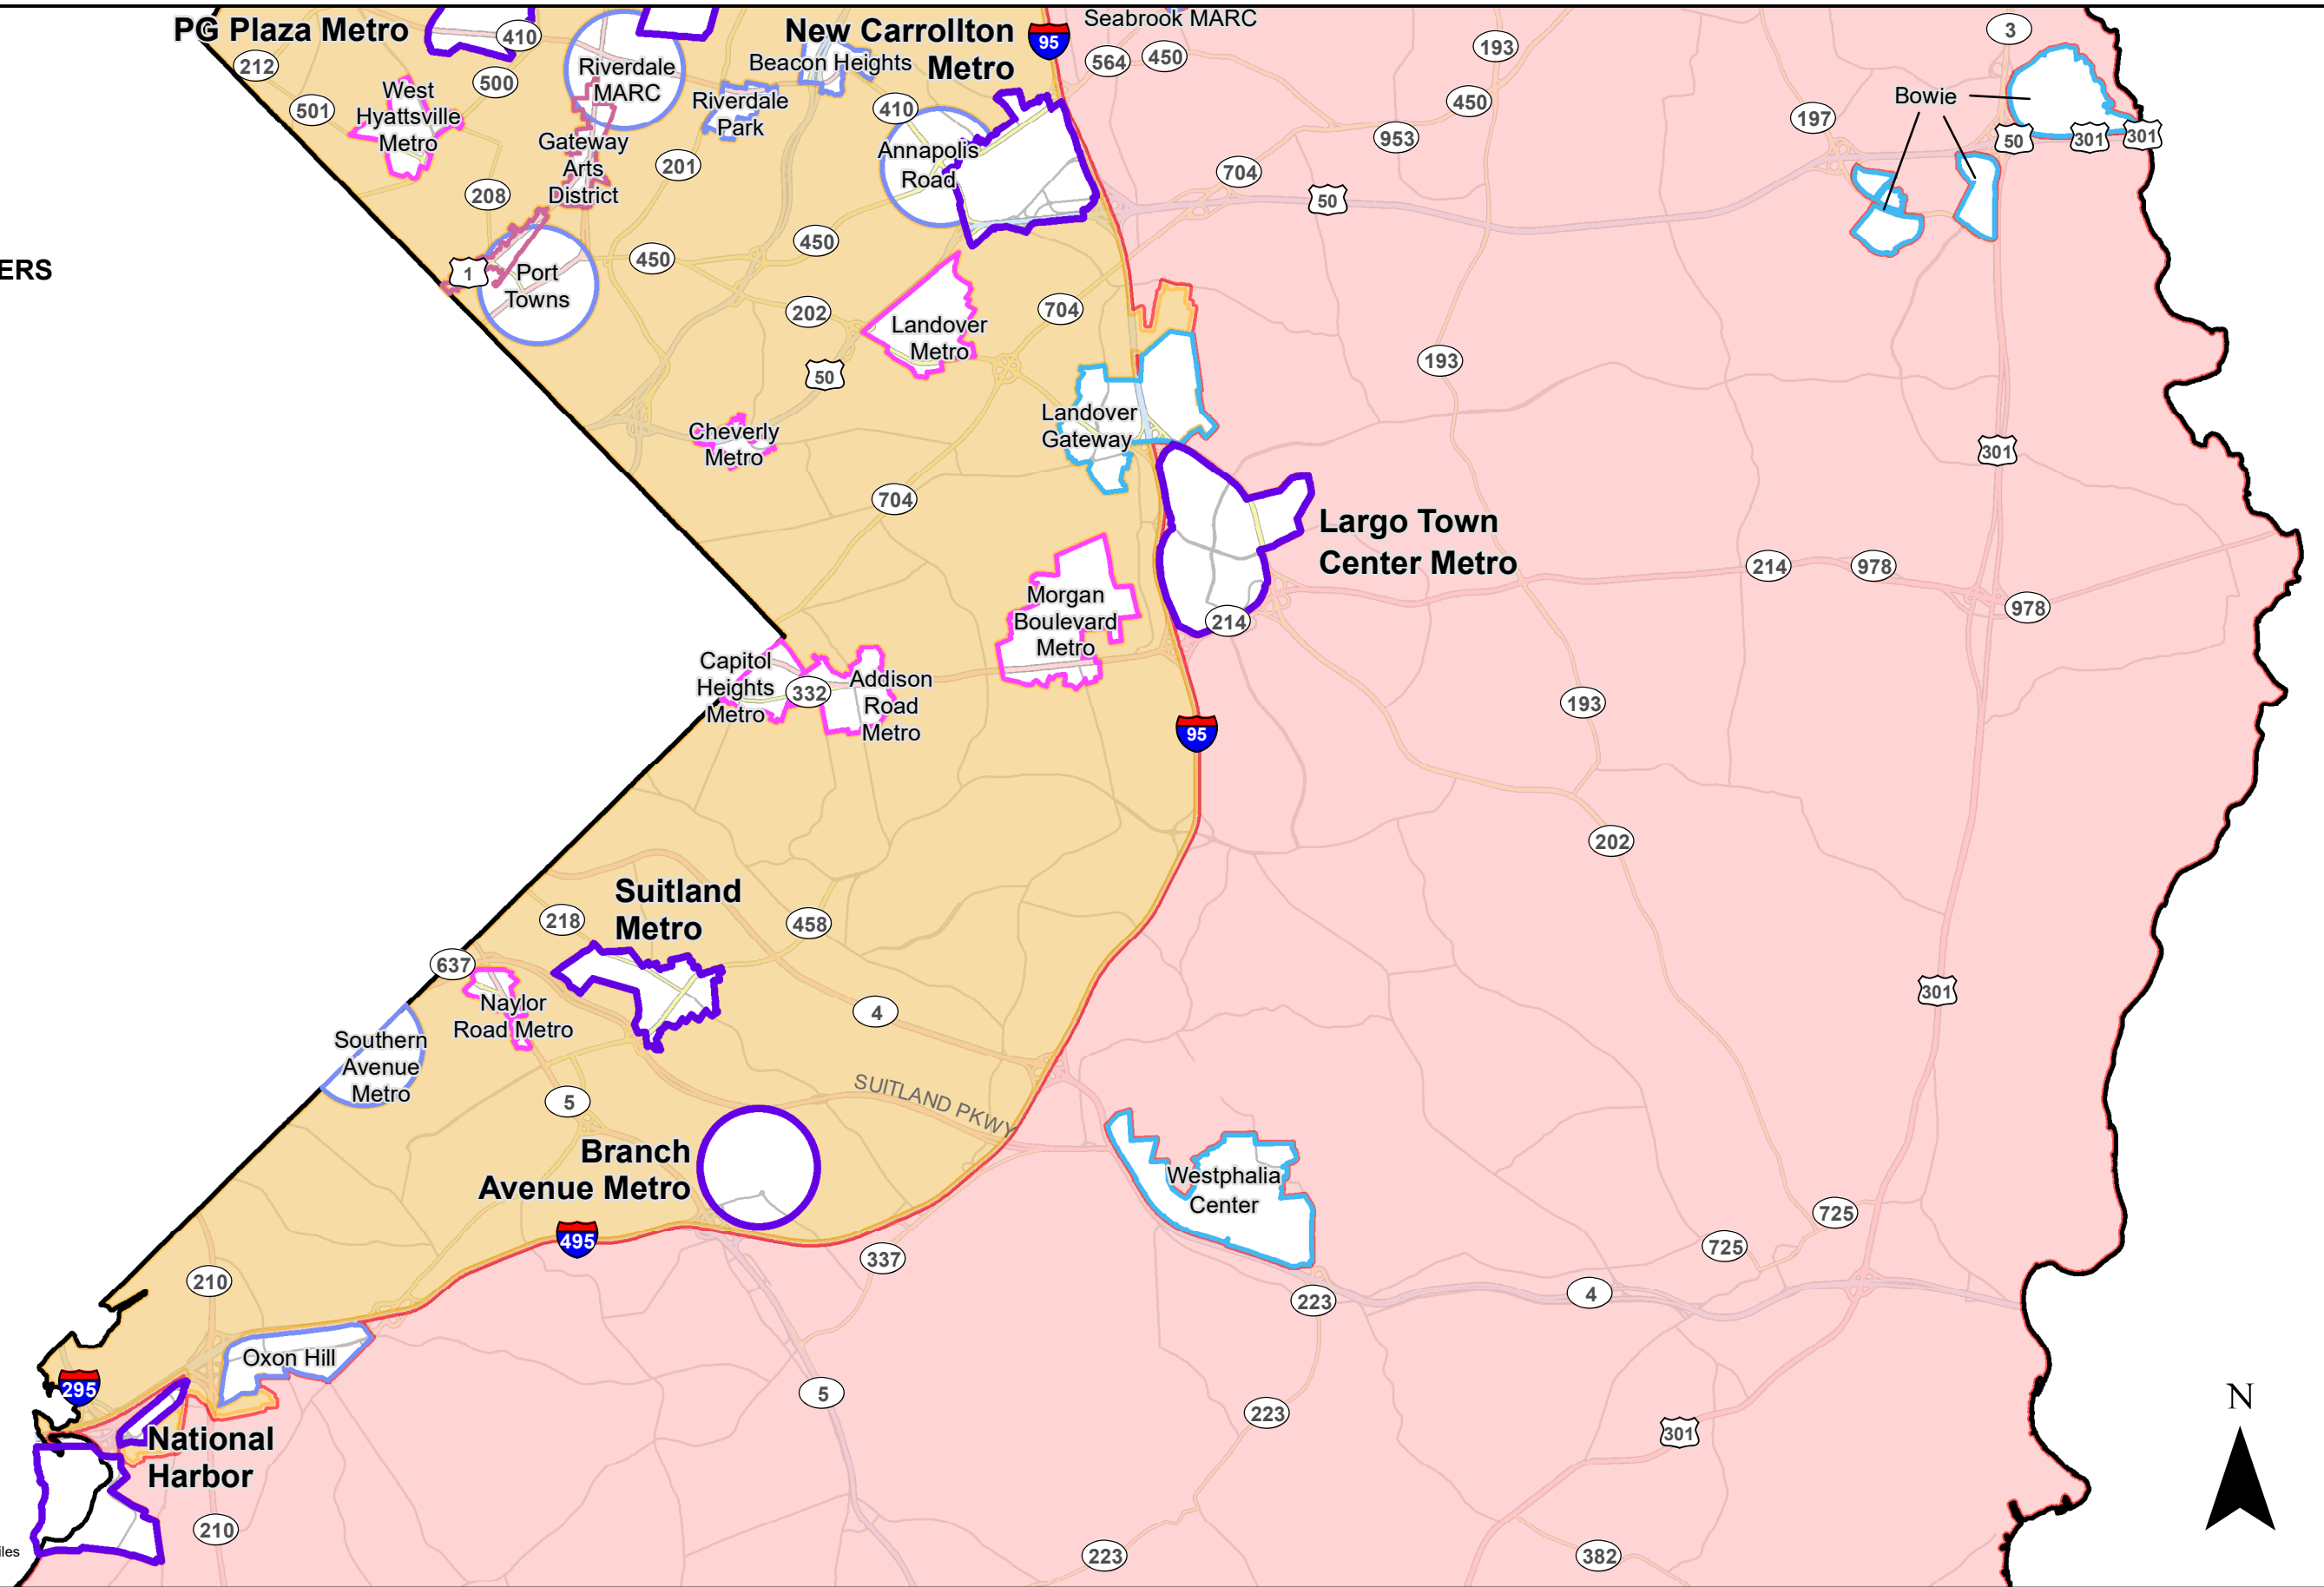 Seabrook MARC
PG Plaza Metro
410
New Carrollton
Metro
95
3
212
500
Riverdale
MARC
Beacon Heights
564
450
193
501
West
Hyattsville
Metro
Riverdale
Park
410
450
953
197
Bowie
50
301
301
Gateway
Arts
District
201
Annapolis
Road
704
208
50
450
450
ERS
1
Port
Towns
202
704
Landover
Metro
193
50
Landover
Gateway
Cheverly
Metro
301
704
Largo Town
Center Metro
214
978
978
Morgan
Boulevard
Metro
214
Capitol
Heights
Metro
332
Addison
Road
Metro
193
95
202
Suitland
Metro
218
458
637
301
Naylor
Road Metro
4
Southern
Avenue
Metro
5
SUITLAND PKWY
Branch
Avenue Metro
Westphalia
Center
725
725
495
337
210
223
4
Oxon Hill
295
5
N
223
301
National
Harbor
210
iles
223
382